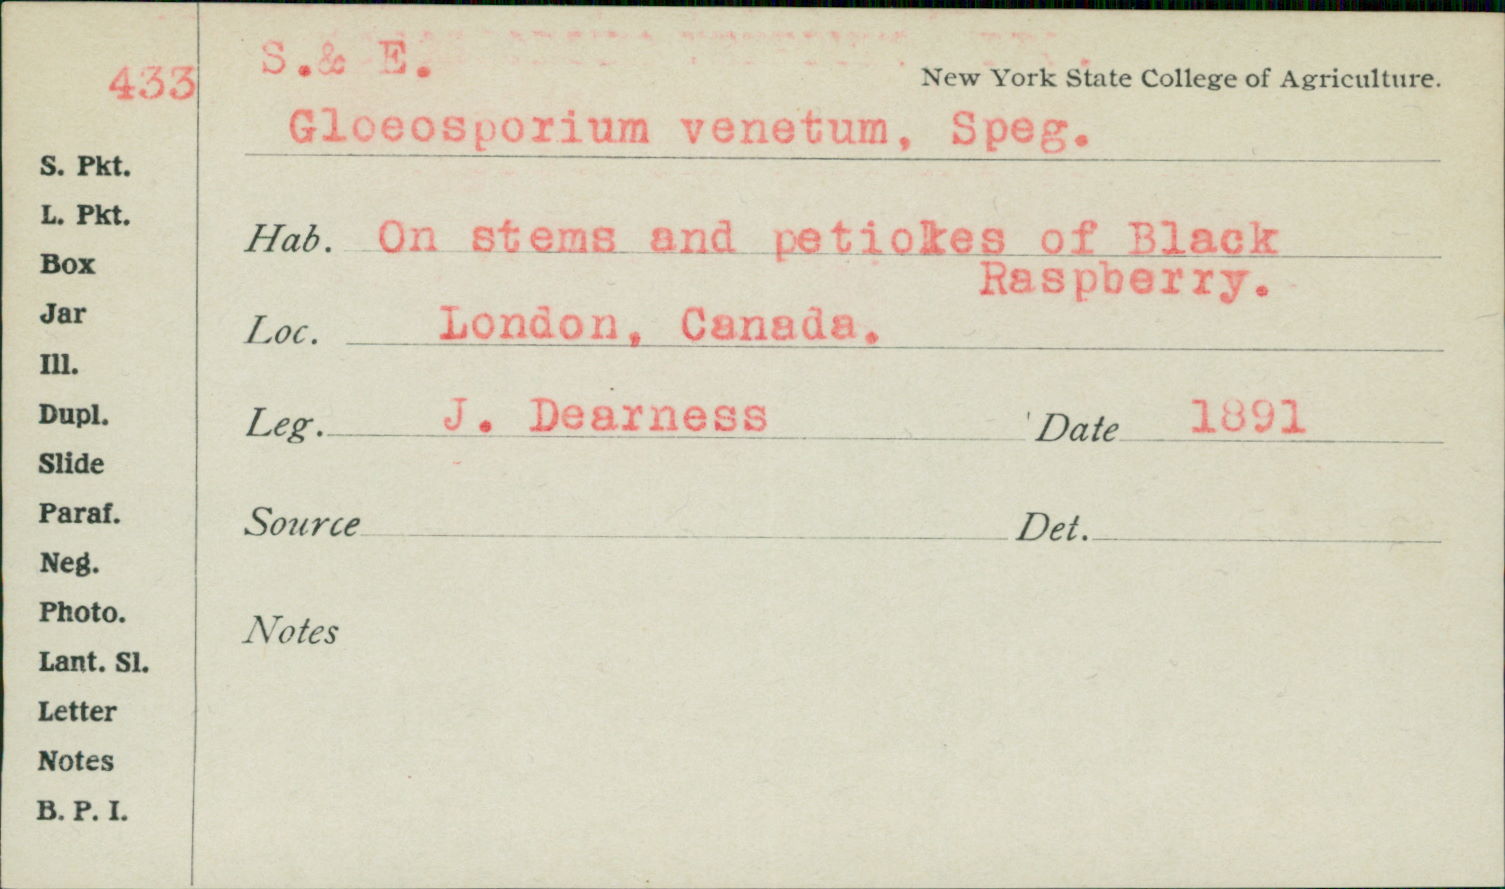 433
S.& E.
New York State College of Agriculture.
Gloeosporium venetum, Speg.
S. Pkt.
L. Pkt.
Box
Jar
Ill.
Dupl.
Slide
Paraf.
Neg.
Photo.
Lant. Sl.
Letter
Notes
B. P. I.
Hab. On stems and petiokes of Black
Raspberry.
Loc. London, Canada.
Leg. J. Dearness Date 1891
Source Det.
Notes